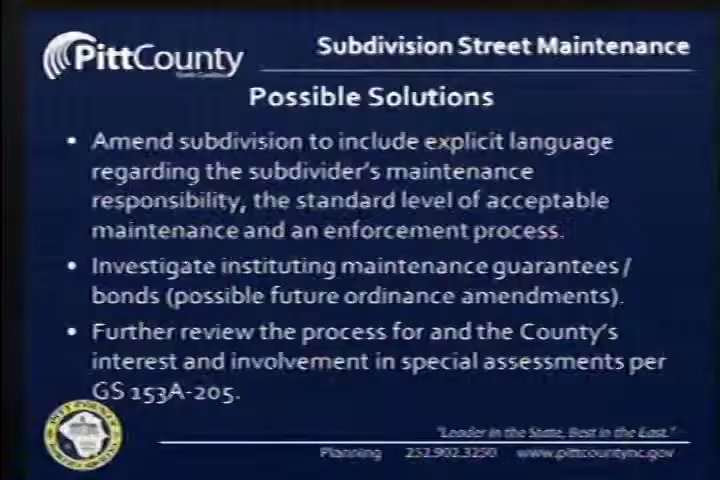 PittCounty
Subdivision Street Maintenance
Possible Solutions
• Amend subdivision to include explicit language
regarding the subdivider's maintenance
responsibility, the standard level of acceptable
maintenance and an enforcement process.
• Investigate instituting maintenance guarantees/
bonds (possible future ordinance amendments).
• Further review the process for and the County's
interest and involvement in special assessments per
GS 153A-205.
"Leader in the State, Best in the East."
Planning 252.902.3250 www.pittcountync.gov